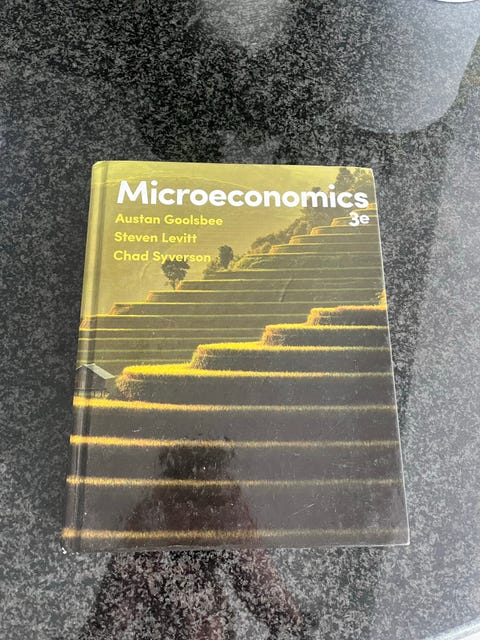 Microeconomics
3e
Austan Goolsbee
Steven Levitt
Chad Syverson